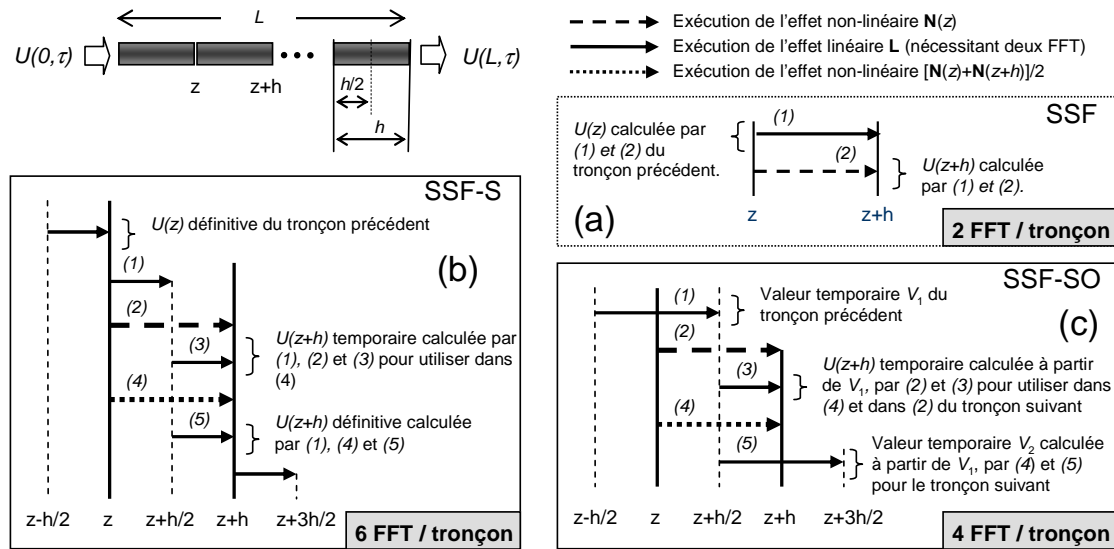 L
U(0,τ)
U(L,τ)
z
z+h
h/2
h
Exécution de l'effet non-linéaire N(z)
Exécution de l'effet linéaire L (nécessitant deux FFT)
Exécution de l'effet non-linéaire [N(z)+N(z+h)]/2
SSF
U(z) calculée par
(1) et (2) du
tronçon précédent.
(1)
(2)
U(z+h) calculée
par (1) et (2).
(a)
z
z+h
2 FFT / tronçon
SSF-S
U(z) définitive du tronçon précédent
(b)
(1)
(2)
(3)
U(z+h) temporaire calculée par
(1), (2) et (3) pour utiliser dans
(4)
(4)
(5)
U(z+h) définitive calculée
par (1), (4) et (5)
z-h/2
z
z+h/2
z+h
z+3h/2
6 FFT / tronçon
SSF-SO
(1)
Valeur temporaire V1 du
tronçon précédent
(c)
(2)
(3)
U(z+h) temporaire calculée à partir
de V1, par (2) et (3) pour utiliser dans
(4) et dans (2) du tronçon suivant
(4)
(5)
Valeur temporaire V2 calculée
à partir de V1, par (4) et (5)
pour le tronçon suivant
z-h/2
z
z+h/2
z+h
z+3h/2
4 FFT / tronçon